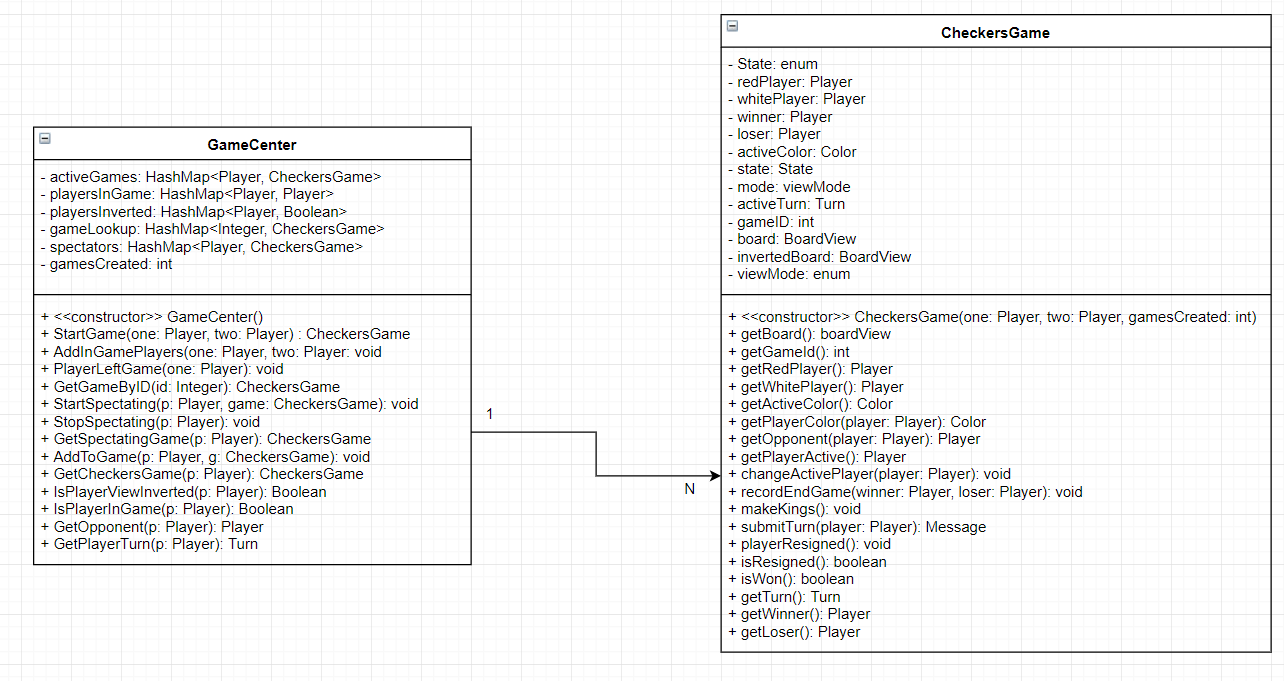 GameCenter
- activeGames: HashMap<Player, CheckersGame>
- playersInGame: HashMap<Player, Player>
- playersInverted: HashMap<Player, Boolean>
- gameLookup: HashMap<Integer, CheckersGame>
- spectators: HashMap<Player, CheckersGame>
- gamesCreated: int
+ <<constructor>> GameCenter()
+ StartGame(one: Player, two: Player) : CheckersGame
+ AddInGamePlayers(one: Player, two: Player: void
+ PlayerLeftGame(one: Player): void
+ GetGameByID(id: Integer): CheckersGame
+ StartSpectating(p: Player, game: CheckersGame): void
+ StopSpectating(p: Player): void
+ GetSpectatingGame(p: Player): CheckersGame
+ AddToGame(p: Player, g: CheckersGame): void
+ GetCheckersGame(p: Player): CheckersGame
+ IsPlayerViewInverted(p: Player): Boolean
+ IsPlayerInGame(p: Player): Boolean
+ GetOpponent(p: Player): Player
+ GetPlayerTurn(p: Player): Turn
1
N
CheckersGame
- State: enum
- redPlayer: Player
- whitePlayer: Player
- winner: Player
- loser: Player
- activeColor: Color
- state: State
- mode: viewMode
- activeTurn: Turn
- gameID: int
- board: BoardView
- invertedBoard: BoardView
- viewMode: enum
+ <<constructor>> CheckersGame(one: Player, two: Player, gamesCreated: int)
+ getBoard(): boardView
+ getGameId(): int
+ getRedPlayer(): Player
+ getWhitePlayer(): Player
+ getActiveColor(): Color
+ getPlayerColor(player: Player): Color
+ getOpponent(player: Player): Player
+ getPlayerActive(): Player
+ changeActivePlayer(player: Player): void
+ recordEndGame(winner: Player, loser: Player): void
+ makeKings(): void
+ submitTurn(player: Player): Message
+ playerResigned(): void
+ isResigned(): boolean
+ isWon(): boolean
+ getTurn(): Turn
+ getWinner(): Player
+ getLoser(): Player